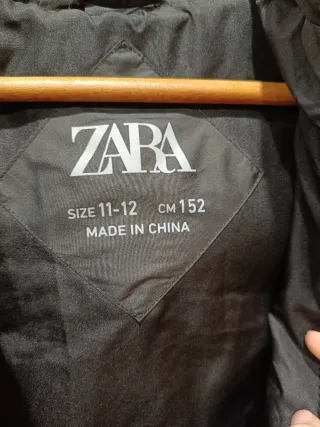 ZARA
SIZE 11-12 CM 152
MADE IN CHINA